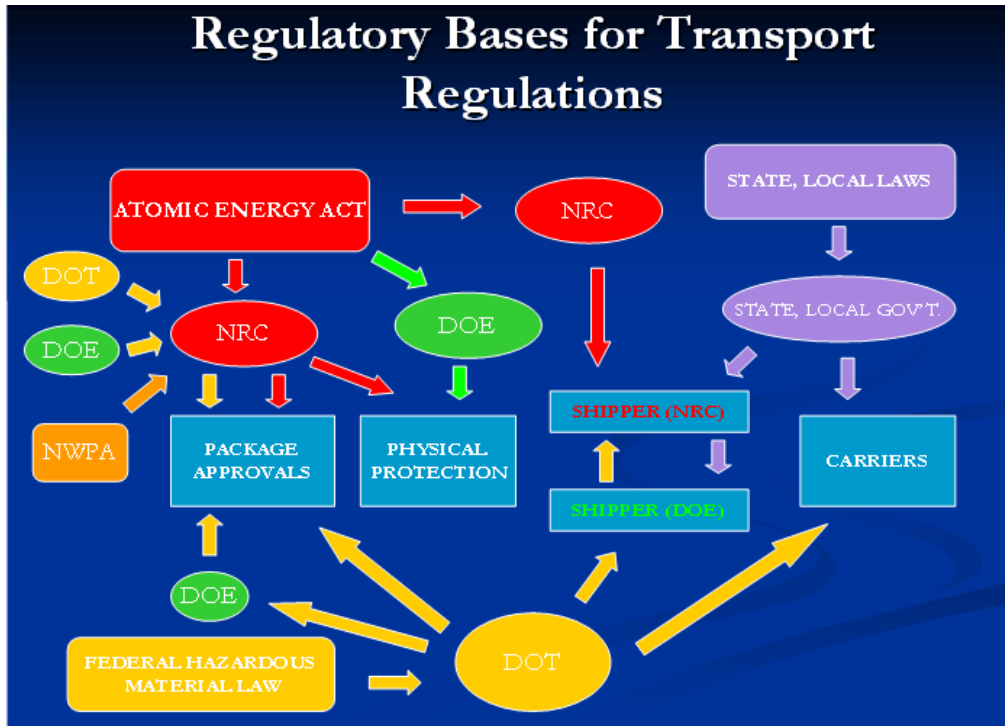 Regulatory Bases for Transport
Regulations
STATE, LOCAL LAWS
ATOMIC ENERGY ACT
NRC
DOT
STATE, LOCAL GOV'T.
NRC
DOE
DOE
SHIPPER (NRC)
NWPA
PACKAGE
APPROVALS
PHYSICAL
PROTECTION
CARRIERS
SHIPPER (DOE)
DOE
DOT
FEDERAL HAZARDOUS
MATERIAL LAW